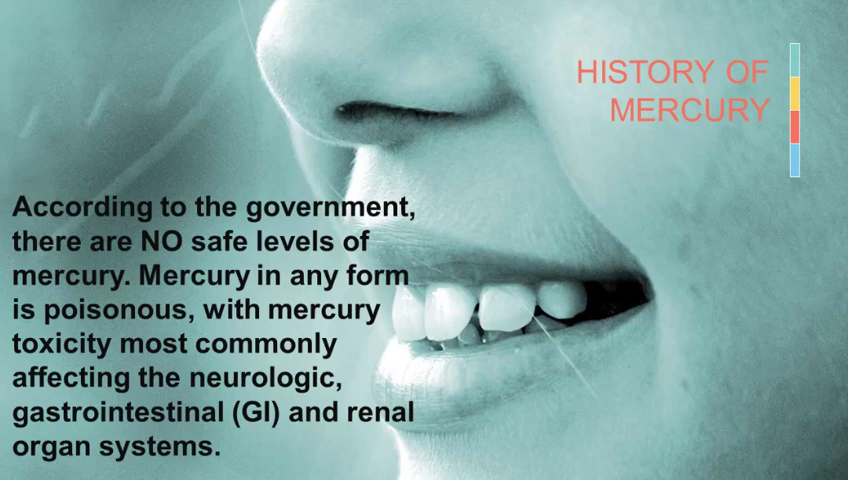 HISTORY OF
MERCURY
According to the government,
there are NO safe levels of
mercury. Mercury in any form
is poisonous, with mercury
toxicity most commonly
affecting the neurologic,
gastrointestinal (GI) and renal
organ systems.